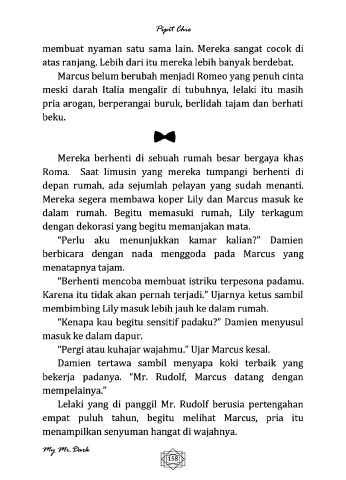 Pipit Chie
membuat nyaman satu sama lain. Mereka sangat cocok di
atas ranjang. Lebih dari itu mereka lebih banyak berdebat.
Marcus belum berubah menjadi Romeo yang penuh cinta
meski darah Italia mengalir di tubuhnya, lelaki itu masih
pria arogan, berperangai buruk, berlidah tajam dan berhati
beku.
Mereka berhenti di sebuah rumah besar bergaya khas
Roma. Saat limusin yang mereka tumpangi berhenti di
depan rumah, ada sejumlah pelayan yang sudah menanti.
Mereka segera membawa koper Lily dan Marcus masuk ke
dalam rumah. Begitu memasuki rumah, Lily terkagum
dengan dekorasi yang begitu memanjakan mata.
“Perlu aku menunjukkan kamar kalian?” Damien
berbicara dengan nada menggoda pada Marcus yang
menatapnya tajam.
“Berhenti mencoba membuat istriku terpesona padamu.
Karena itu tidak akan pernah terjadi.” Ujarnya ketus sambil
membimbing Lily masuk lebih jauh ke dalam rumah.
“Kenapa kau begitu sensitif padaku?” Damien menyusul
masuk ke dalam dapur.
“Pergi atau kuhajar wajahmu.” Ujar Marcus kesal.
Damien tertawa sambil menyapa koki terbaik yang
bekerja padanya. “Mr. Rudolf, Marcus datang dengan
mempelainya.”
Lelaki yang di panggil Mr. Rudolf berusia pertengahan
empat puluh tahun, begitu melihat Marcus, pria itu
menampilkan senyuman hangat di wajahnya.
My Mr. Dark
158